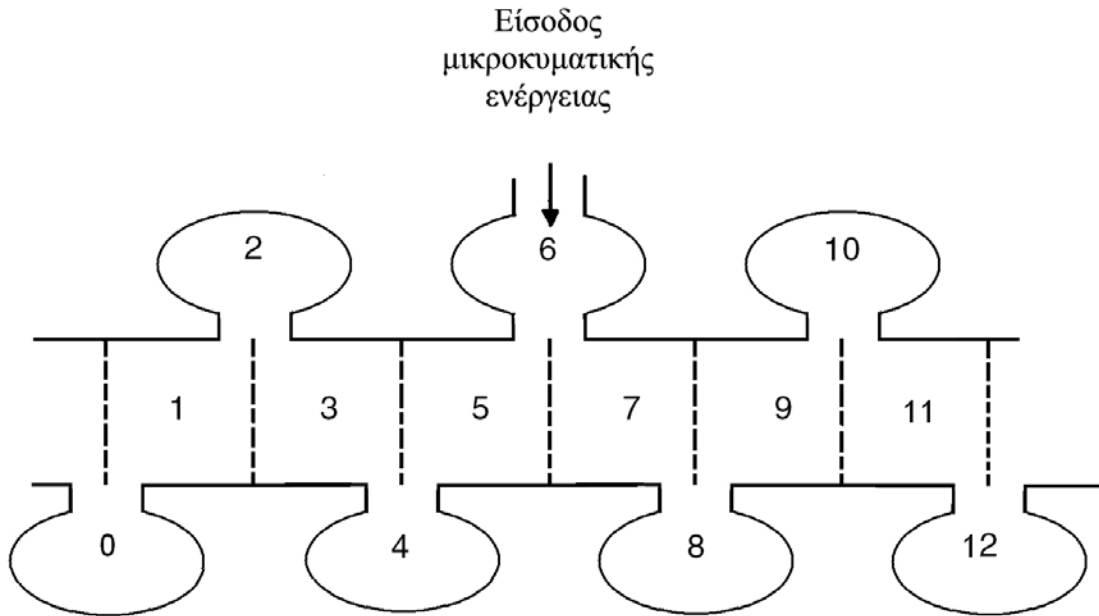 Είσοδος
μικροκυματικής
ενέργειας
2 6 10
1 3 5 7 9 11
0 4 8 12